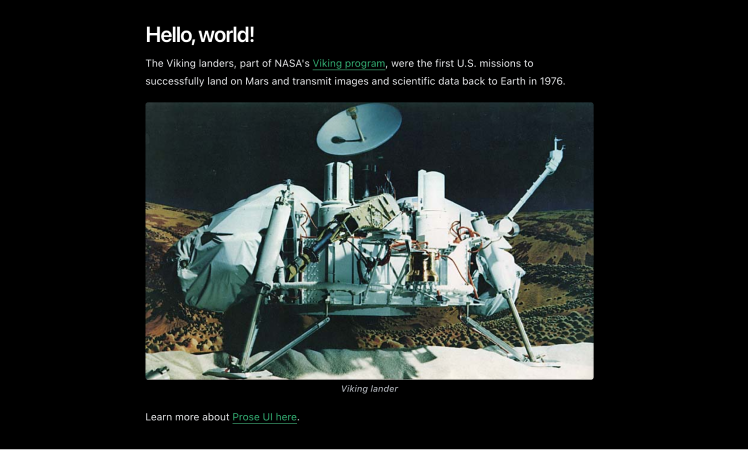 Hello, world!
The Viking landers, part of NASA's Viking program, were the first U.S. missions to
successfully land on Mars and transmit images and scientific data back to Earth in 1976.
Viking lander
Learn more about Prose UI here.